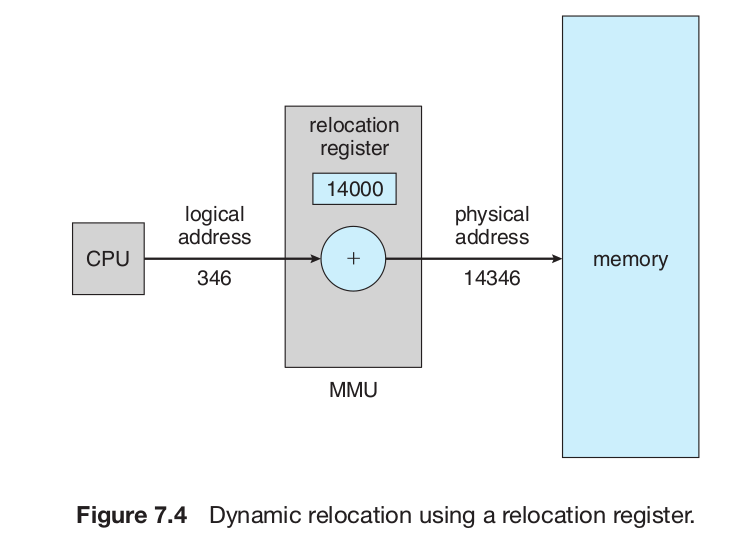 relocation
register
14000
logical
address
physical
address
CPU
+
memory
346
14346
MMU
Figure 7.4 Dynamic relocation using a relocation register.